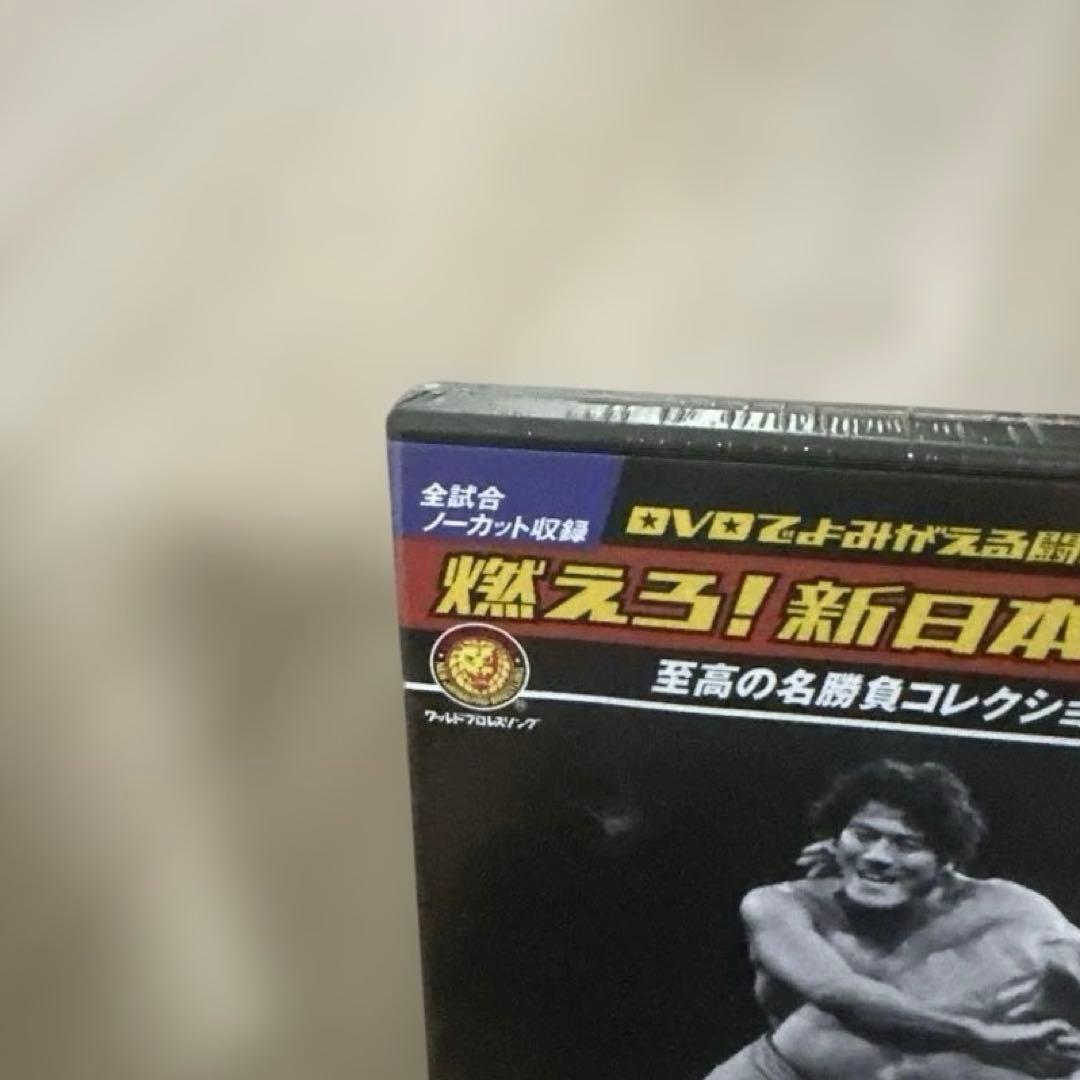 全試合
ノーカット収録
DVDでよみがえる闘
燃えろ!新日本
至高の名勝負コレクショ
ワールドプロレスリング